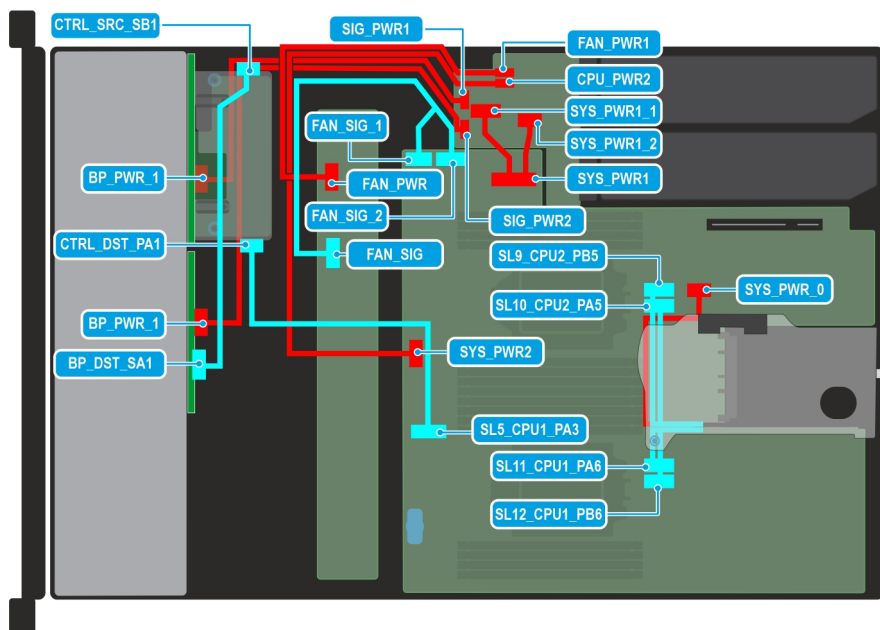 CTRL_SRC_SB1
SIG_PWR1
FAN_PWR1
CPU_PWR2
SYS_PWR1_1
FAN_SIG_1
SYS_PWR1_2
BP_PWR_1
FAN_PWR
SYS_PWR1
FAN_SIG_2
SIG_PWR2
CTRL_DST_PA1
FAN_SIG
SL9_CPU2_PB5
SYS_PWR_0
SL10_CPU2_PA5
BP_PWR_1
SYS_PWR2
BP_DST_SA1
SL5_CPU1_PA3
SL11_CPU1_PA6
SL12_CPU1_PB6